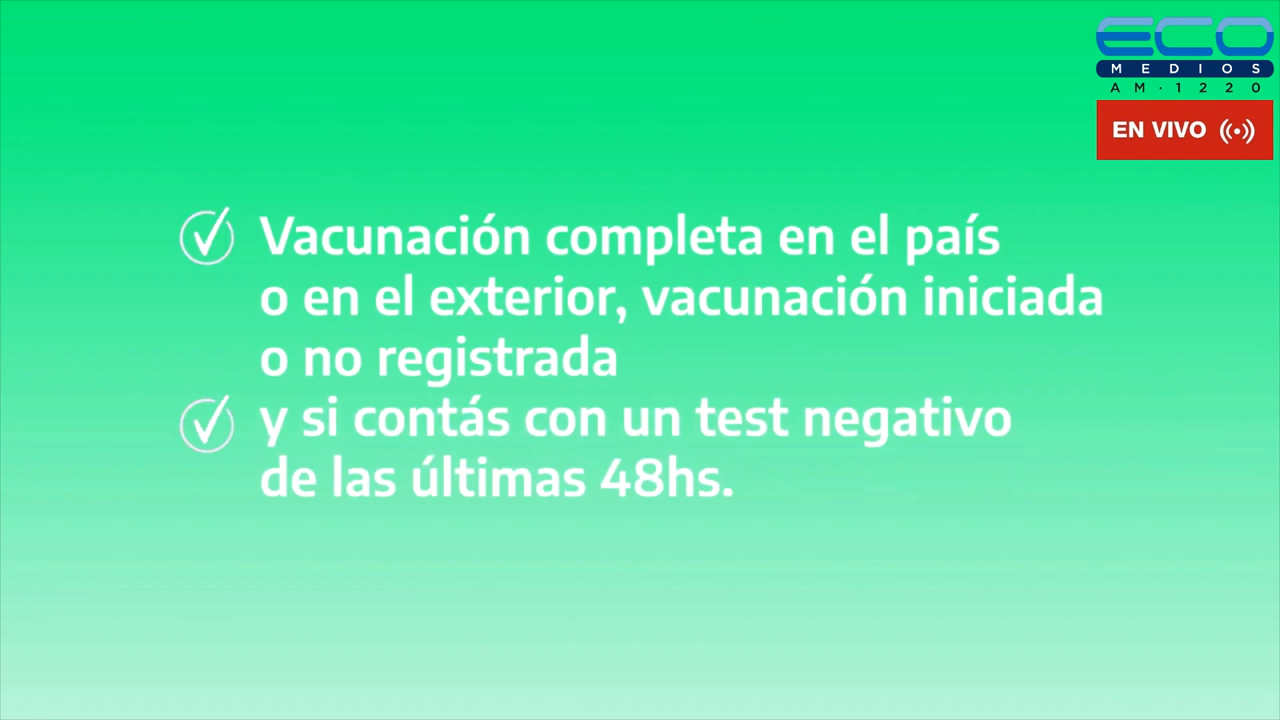 ECO
MEDIOS
AM·1220
EN VIVO
Vacunación completa en el país
o en el exterior, vacunación iniciada
o no registrada
y si contás con un test negativo
de las últimas 48hs.